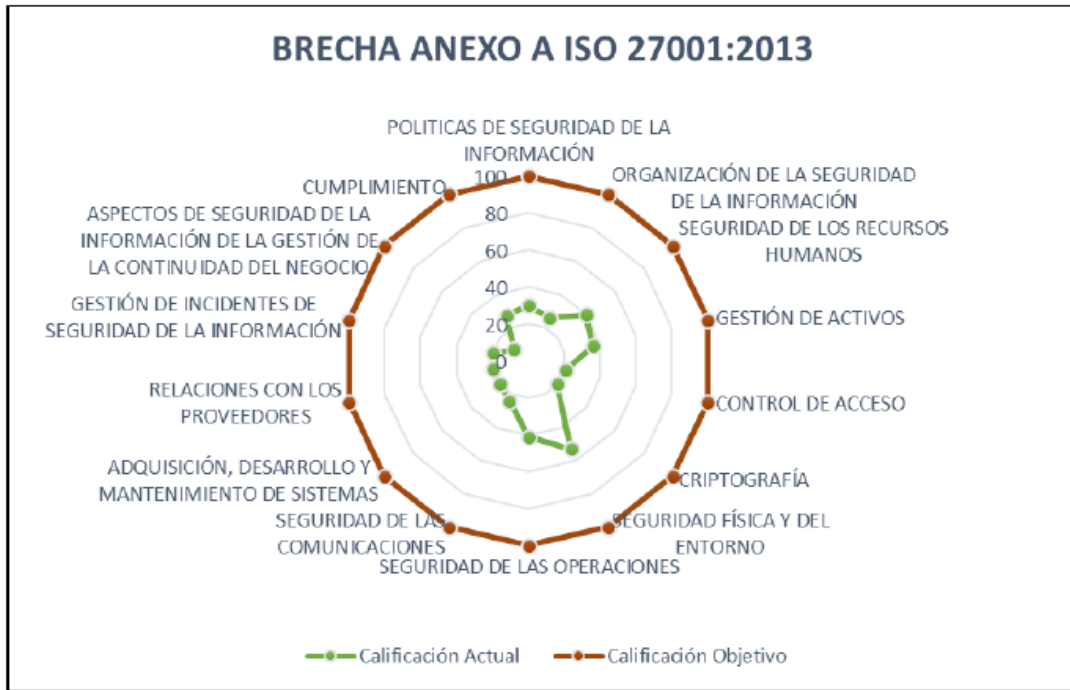 BRECHA ANEXO A ISO 27001:2013
POLITICAS DE SEGURIDAD DE LA
INFORMACIÓN
ORGANIZACIÓN DE LA SEGURIDAD
DE LA INFORMACIÓN
SEGURIDAD DE LOS RECURSOS
HUMANOS
GESTIÓN DE ACTIVOS
CONTROL DE ACCESO
CRIPTOGRAFÍA
SEGURIDAD FÍSICA Y DEL
ENTORNO
SEGURIDAD DE LAS OPERACIONES
SEGURIDAD DE LAS
COMUNICACIONES
ADQUISICIÓN, DESARROLLO Y
MANTENIMIENTO DE SISTEMAS
RELACIONES CON LOS
PROVEEDORES
GESTIÓN DE INCIDENTES DE
SEGURIDAD DE LA INFORMACIÓN
ASPECTOS DE SEGURIDAD DE LA
INFORMACIÓN DE LA GESTIÓN DE
LA CONTINUIDAD DEL NEGOCIO
CUMPLIMIENTO
100
80
60
40
20
0
Calificación Actual
Calificación Objetivo